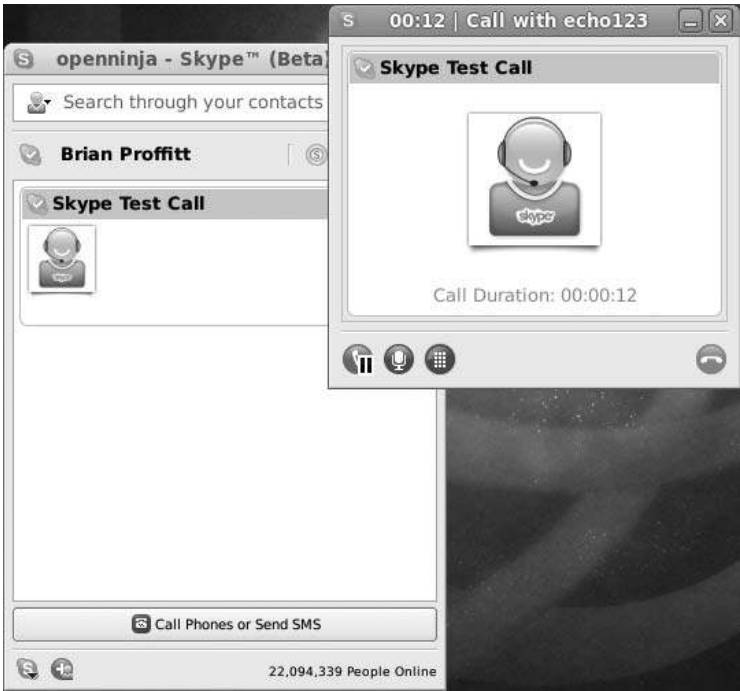 openninja - Skype™ (Beta)
Search through your contacts
Brian Proffitt
Skype Test Call
skype
Call Phones or Send SMS
22,094,339 People Online
00:12 | Call with echo123
Skype Test Call
skype
Call Duration: 00:00:12